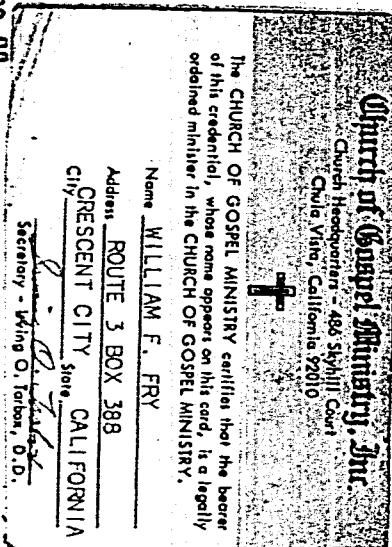 Church of Gospel Ministry, Inc.
Church Headquarters - 486 Skyhill Court
Chula Vista, California 92010
The CHURCH OF GOSPEL MINISTRY certifies that the bearer
of this credential, whose name appears on this card, is a legally
ordained minister in the CHURCH OF GOSPEL MINISTRY.
Name WILLIAM F. FRY
Address ROUTE 3 BOX 388
City CRESCENT CITY State CALIFORNIA
Secretary - Wing O. Tarbox, D.D.